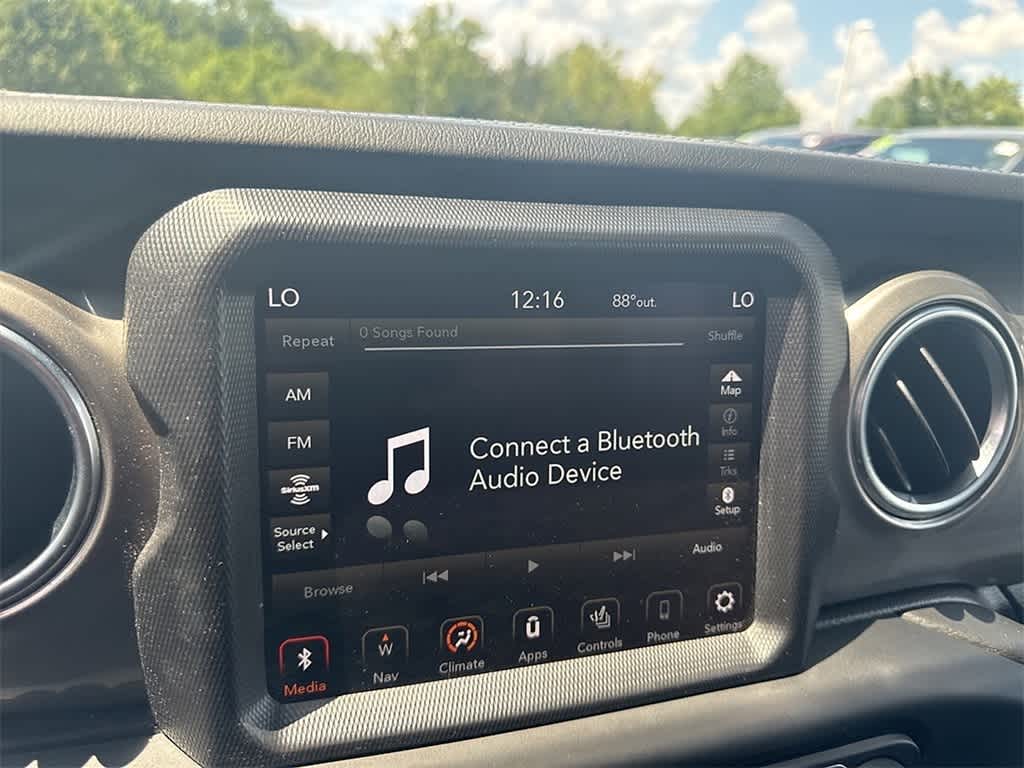 LO 12:16 88°out. LO
Repeat 0 Songs Found Shuffle
AM
FM
SiriusXM
Source
Select
Connect a Bluetooth
Audio Device
Map
Info
Trks
Setup
Browse Audio
Media W Nav Climate Apps Controls Phone Settings